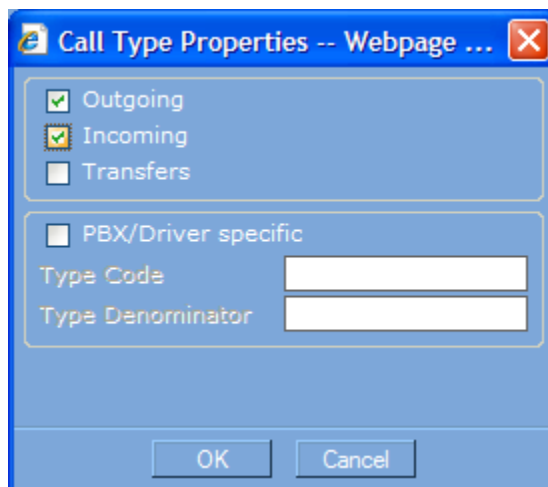 Call Type Properties -- Webpage ...
Outgoing
Incoming
Transfers
PBX/Driver specific
Type Code
Type Denominator
OK Cancel